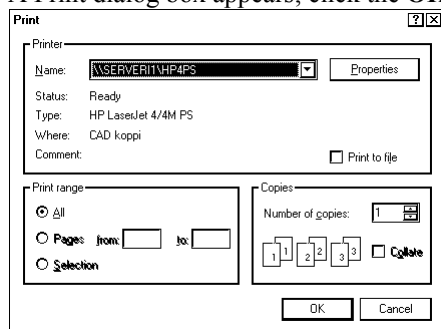 A Print dialog box appears, click the OK
Print
Printer
Name: \\SERVERI1\HP4PS Properties
Status: Ready
Type: HP LaserJet 4/4M PS
Where: CAD koppi
Comment: Print to file
Print range
All
Pages from: to:
Selection
Copies
Number of copies: 1
1 1 2 2 3 3 Collate
OK Cancel